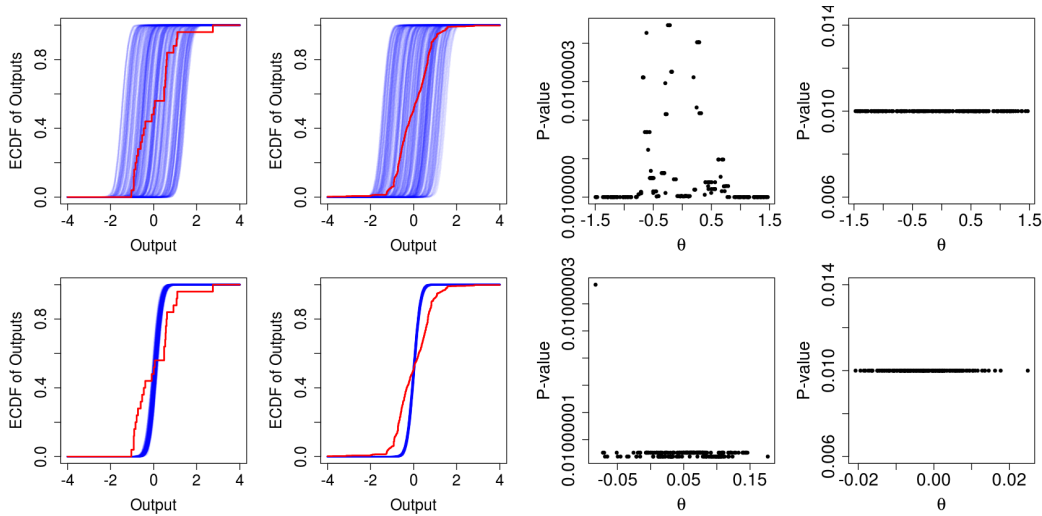 ECDF of Outputs
0.0 0.4 0.8
-4 -2 0 2 4
Output
ECDF of Outputs
0.0 0.4 0.8
-4 -2 0 2 4
Output
P-value
0.010000 0.0100003
-1.5 -0.5 0.5 1.5
θ
P-value
0.006 0.010 0.014
-1.5 -0.5 0.5 1.5
θ
ECDF of Outputs
0.0 0.4 0.8
-4 -2 0 2 4
Output
ECDF of Outputs
0.0 0.4 0.8
-4 -2 0 2 4
Output
P-value
0.01000001 0.01000003
-0.05 0.05 0.15
θ
P-value
0.006 0.010 0.014
-0.02 0.00 0.02
θ